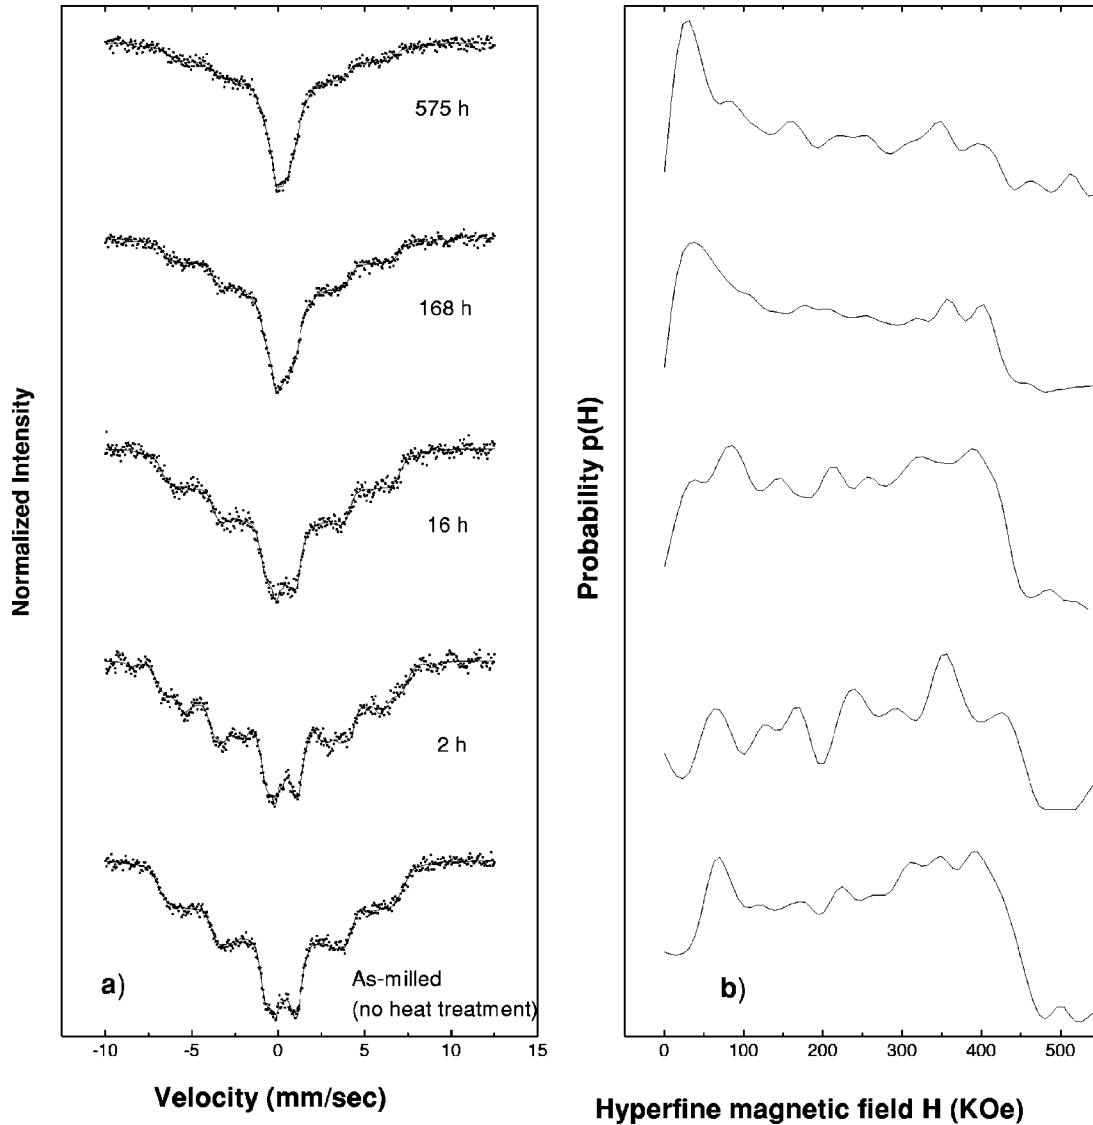 Normalized Intensity
575 h
168 h
16 h
2 h
As-milled
(no heat treatment)
a)
-10 -5 0 5 10 15
Velocity (mm/sec)
Probability p(H)
b)
0 100 200 300 400 500
Hyperfine magnetic field H (KOe)